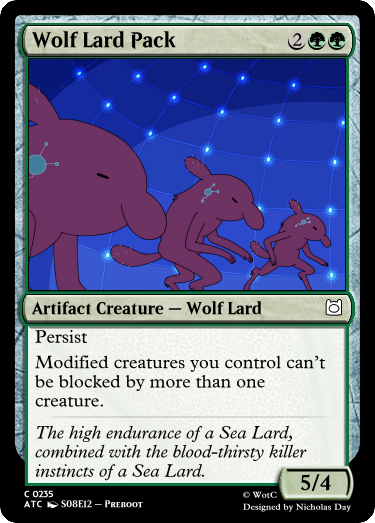 Wolf Lard Pack 2
Artifact Creature — Wolf Lard
Persist
Modified creatures you control can't
be blocked by more than one
creature.
The high endurance of a Sea Lard,
combined with the blood-thirsty killer
instincts of a Sea Lard.
5/4
C 0235
ATC S08E12 – Preboot
© WotC
Designed by Nicholas Day